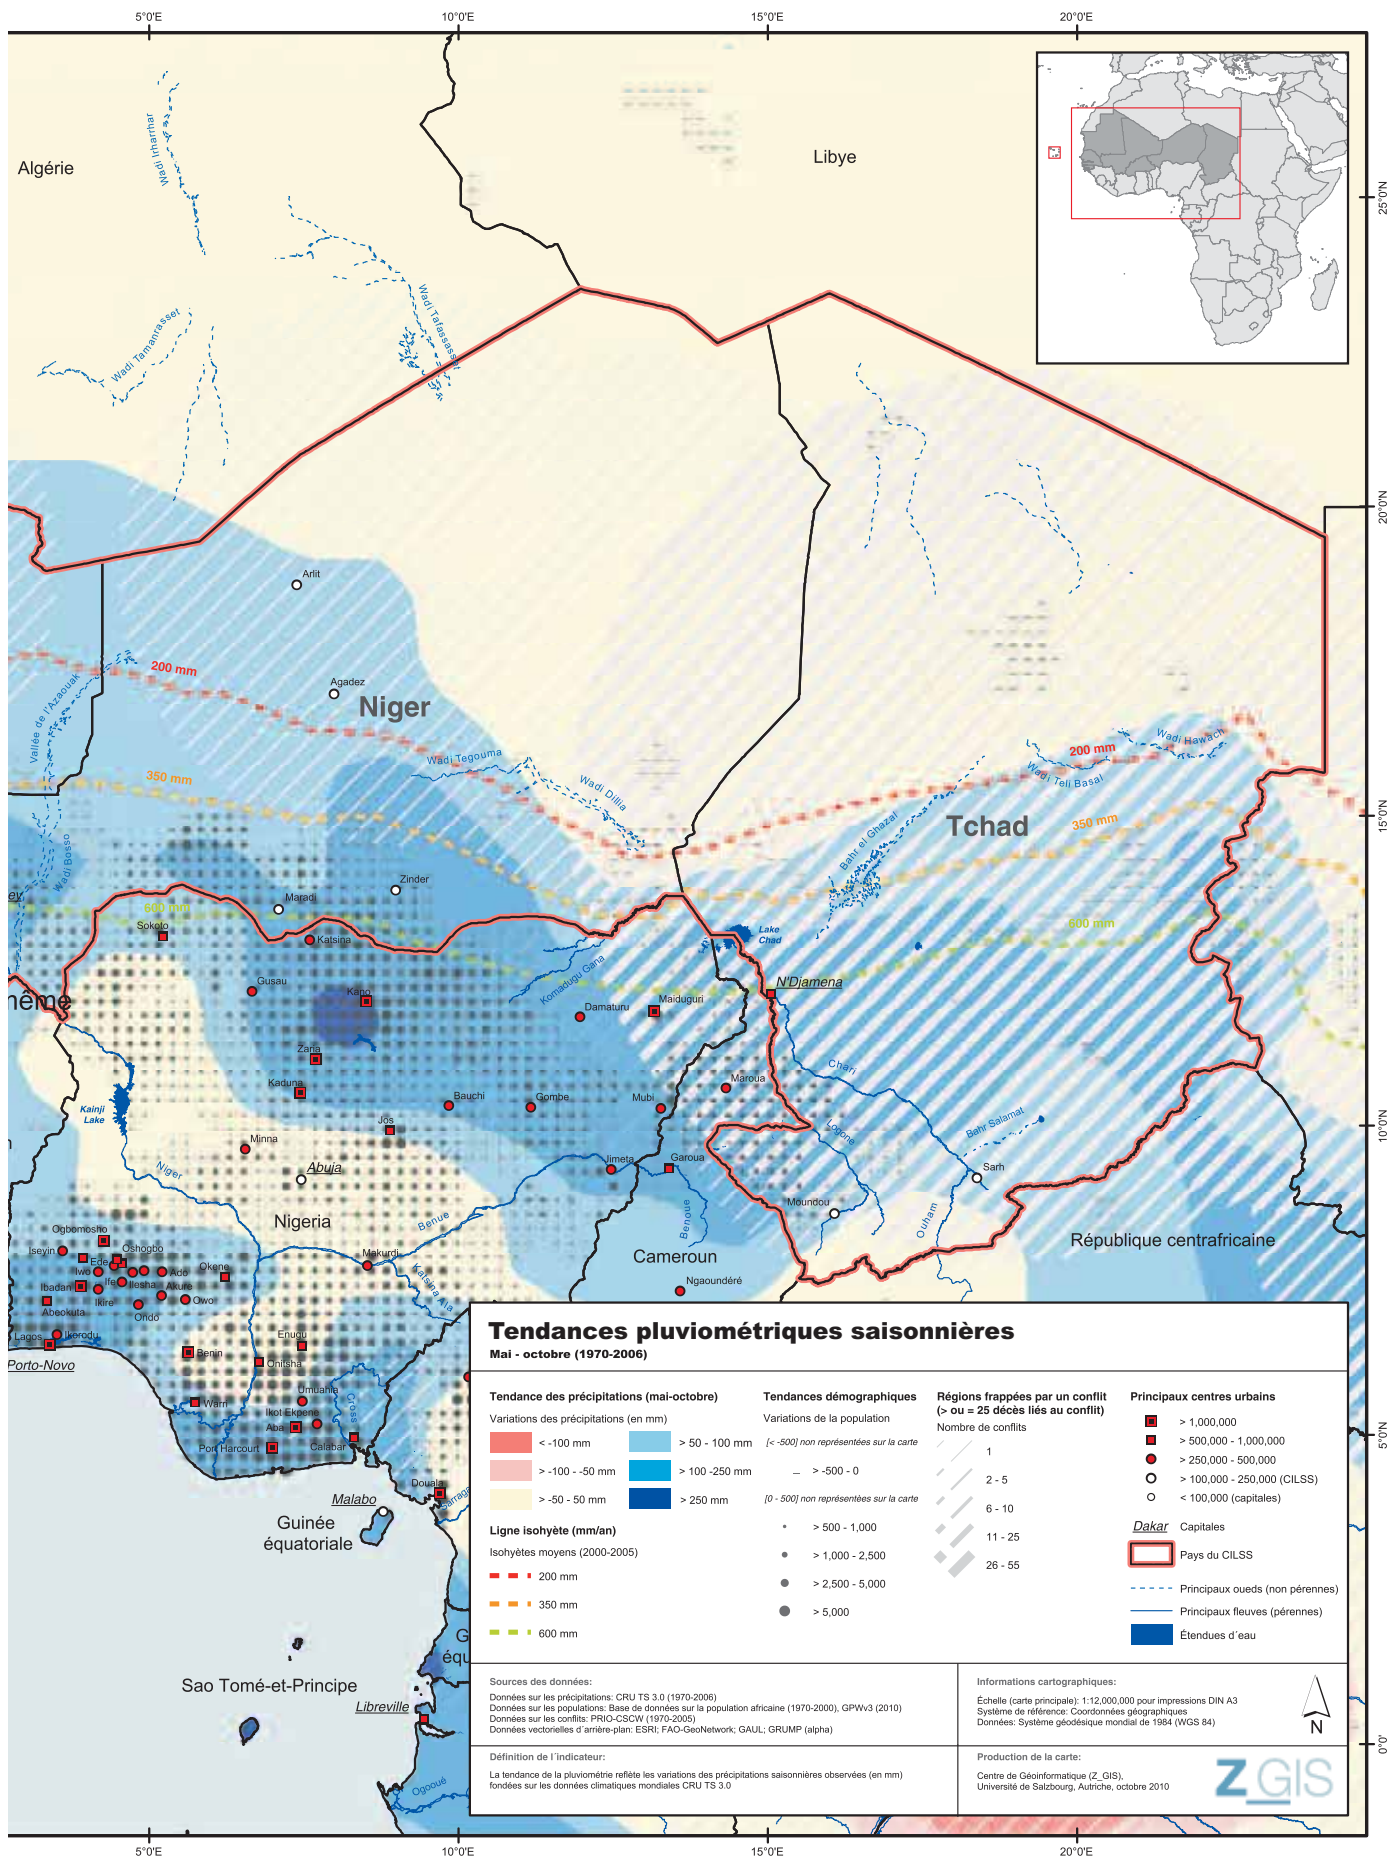 5°0'E
10°0'E
15°0'E
20°0'E
Algérie
Libye
Wadi Irharrhar
Wadi Tafassasset
Wadi Tamanrasset
25°0'N
20°0'N
15°0'N
10°0'N
5°0'N
0°0'
Arlit
200 mm
Agadez
Niger
Vallée de l'Azaouak
Wadi Tegouma
Wadi Dillia
350 mm
Wadi Bosso
200 mm
Wadi Hawach
Wadi Teli Basal
Tchad
350 mm
Bahr el Ghazal
Zinder
Maradi
600 mm
600 mm
ey
Sokoto
Katsina
Lake
Chad
Komadugu Gana
Gusau
Kano
N'Djamena
même
Damaturu
Maiduguri
Zaria
Chari
Kaduna
Maroua
Kainji
Lake
Bauchi
Gombe
Mubi
Jos
Logone
Bahr Salamat
Minna
Abuja
Niger
Jimeta
Garoua
Sarh
Moundou
Nigeria
Benue
Benoue
Ouham
Ogbomosho
Iseyin
Oshogbo
Ede
Iwo
Ado
Okene
Makurdi
Cameroun
République centrafricaine
Ibadan
Ife
Ilesha
Akure
Katsina Ala
Ngaoundéré
Ikire
Owo
Abeokuta
Ondo
Lagos
Ikorodu
Enugu
Benin
Onitsha
Porto-Novo
Umuahia
Warri
Ikot Ekpene
Cross
Aba
Port Harcourt
Calabar
Douala
Malabo
Guinée
équatoriale
Sao Tomé-et-Principe
Libreville
Ogooué
G
équ
Tendances pluviométriques saisonnières
Mai - octobre (1970-2006)
Tendance des précipitations (mai-octobre)
Variations des précipitations (en mm)
< -100 mm
> -100 - -50 mm
> -50 - 50 mm
> 50 - 100 mm
> 100 -250 mm
> 250 mm
Ligne isohyète (mm/an)
Isohyètes moyens (2000-2005)
200 mm
350 mm
600 mm
Tendances démographiques
Variations de la population
[< -500] non représentées sur la carte
> -500 - 0
[0 - 500] non représentées sur la carte
> 500 - 1,000
> 1,000 - 2,500
> 2,500 - 5,000
> 5,000
Régions frappées par un conflit
(> ou = 25 décès liés au conflit)
Nombre de conflits
1
2 - 5
6 - 10
11 - 25
26 - 55
Principaux centres urbains
> 1,000,000
> 500,000 - 1,000,000
> 250,000 - 500,000
> 100,000 - 250,000 (CILSS)
< 100,000 (capitales)
Dakar Capitales
Pays du CILSS
Principaux oueds (non pérennes)
Principaux fleuves (pérennes)
Étendues d´eau
Sources des données:
Données sur les précipitations: CRU TS 3.0 (1970-2006)
Données sur les populations: Base de données sur la population africaine (1970-2000), GPWv3 (2010)
Données sur les conflits: PRIO-CSCW (1970-2005)
Données vectorielles d´arrière-plan: ESRI; FAO-GeoNetwork; GAUL; GRUMP (alpha)
Informations cartographiques:
Échelle (carte principale): 1:12,000,000 pour impressions DIN A3
Système de référence: Coordonnées géographiques
Données: Système géodésique mondial de 1984 (WGS 84)
N
Définition de l´indicateur:
La tendance de la pluviométrie reflète les variations des précipitations saisonnières observées (en mm)
fondées sur les données climatiques mondiales CRU TS 3.0
Production de la carte:
Centre de Géoinformatique (Z_GIS),
Université de Salzbourg, Autriche, octobre 2010
Z_GIS
5°0'E
10°0'E
15°0'E
20°0'E